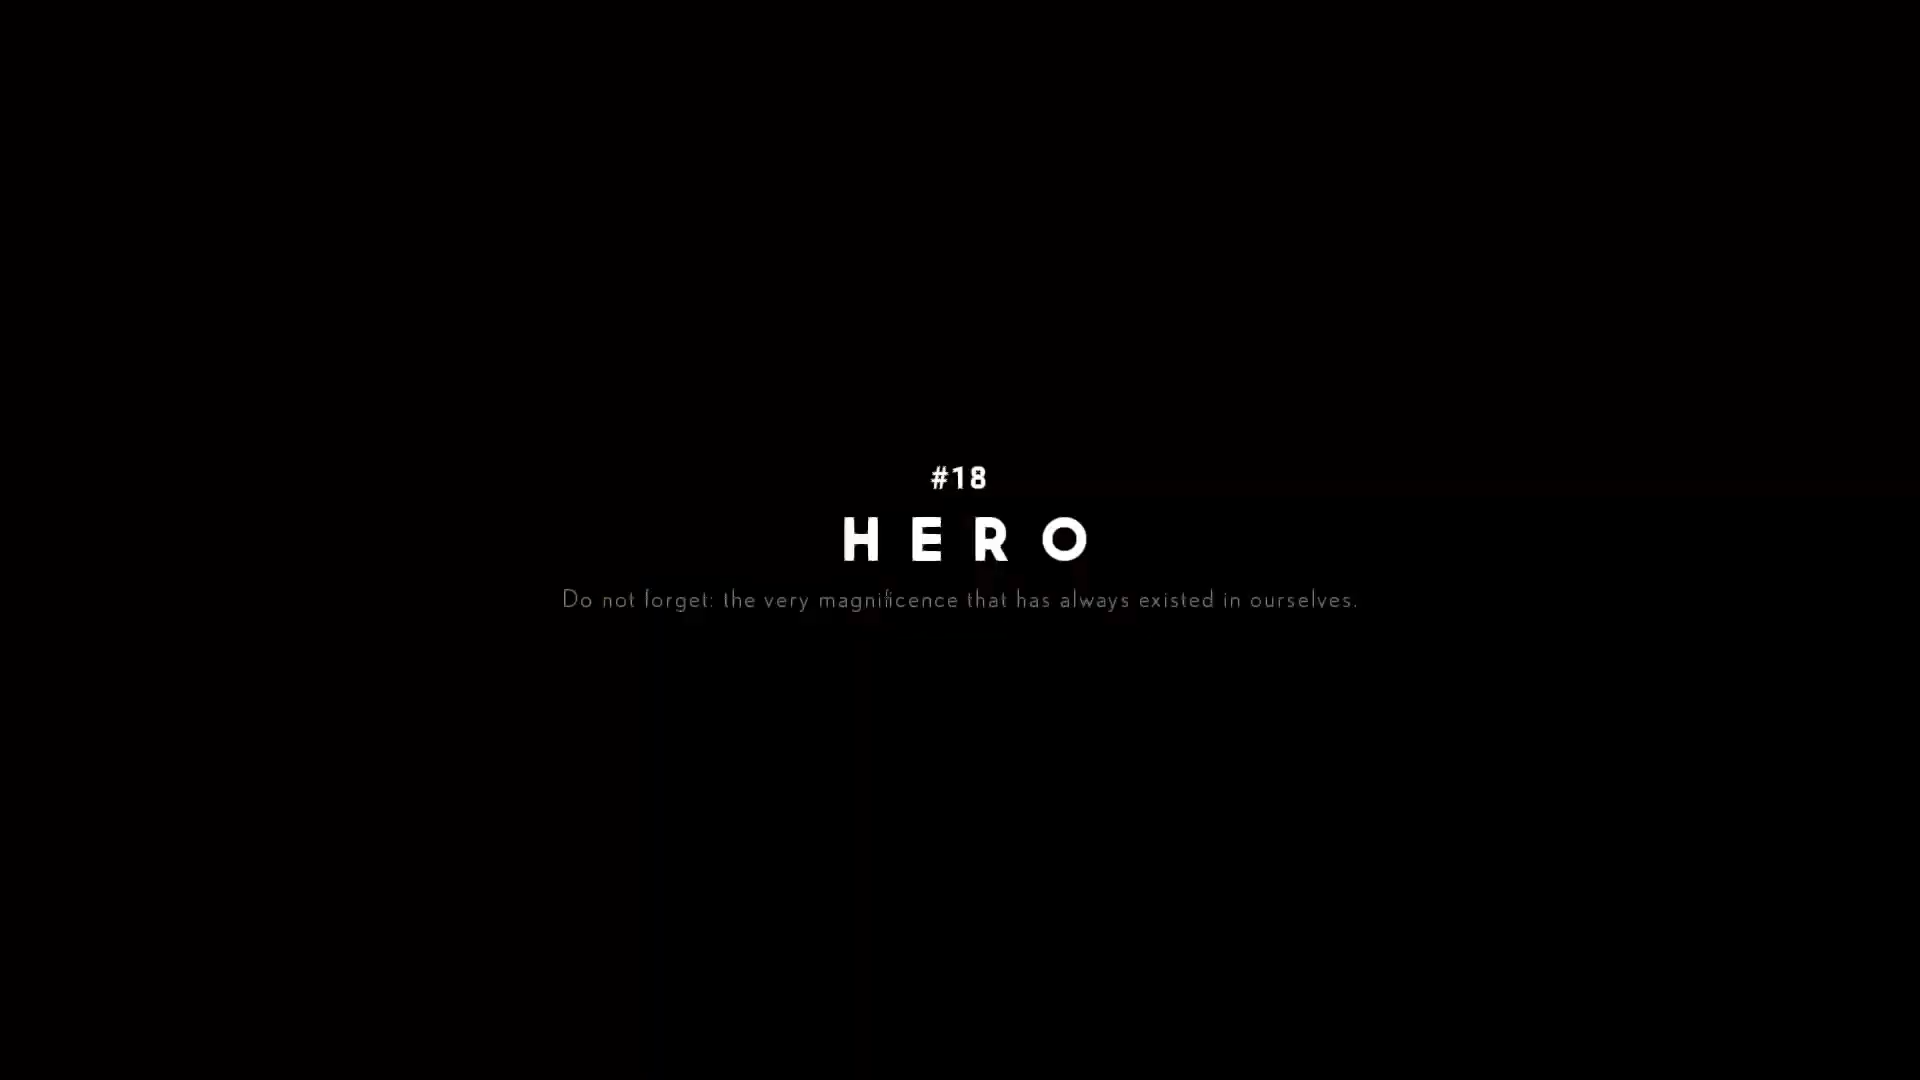 #18
HERO
Do not forget: the very magnificence that has always existed in ourselves.